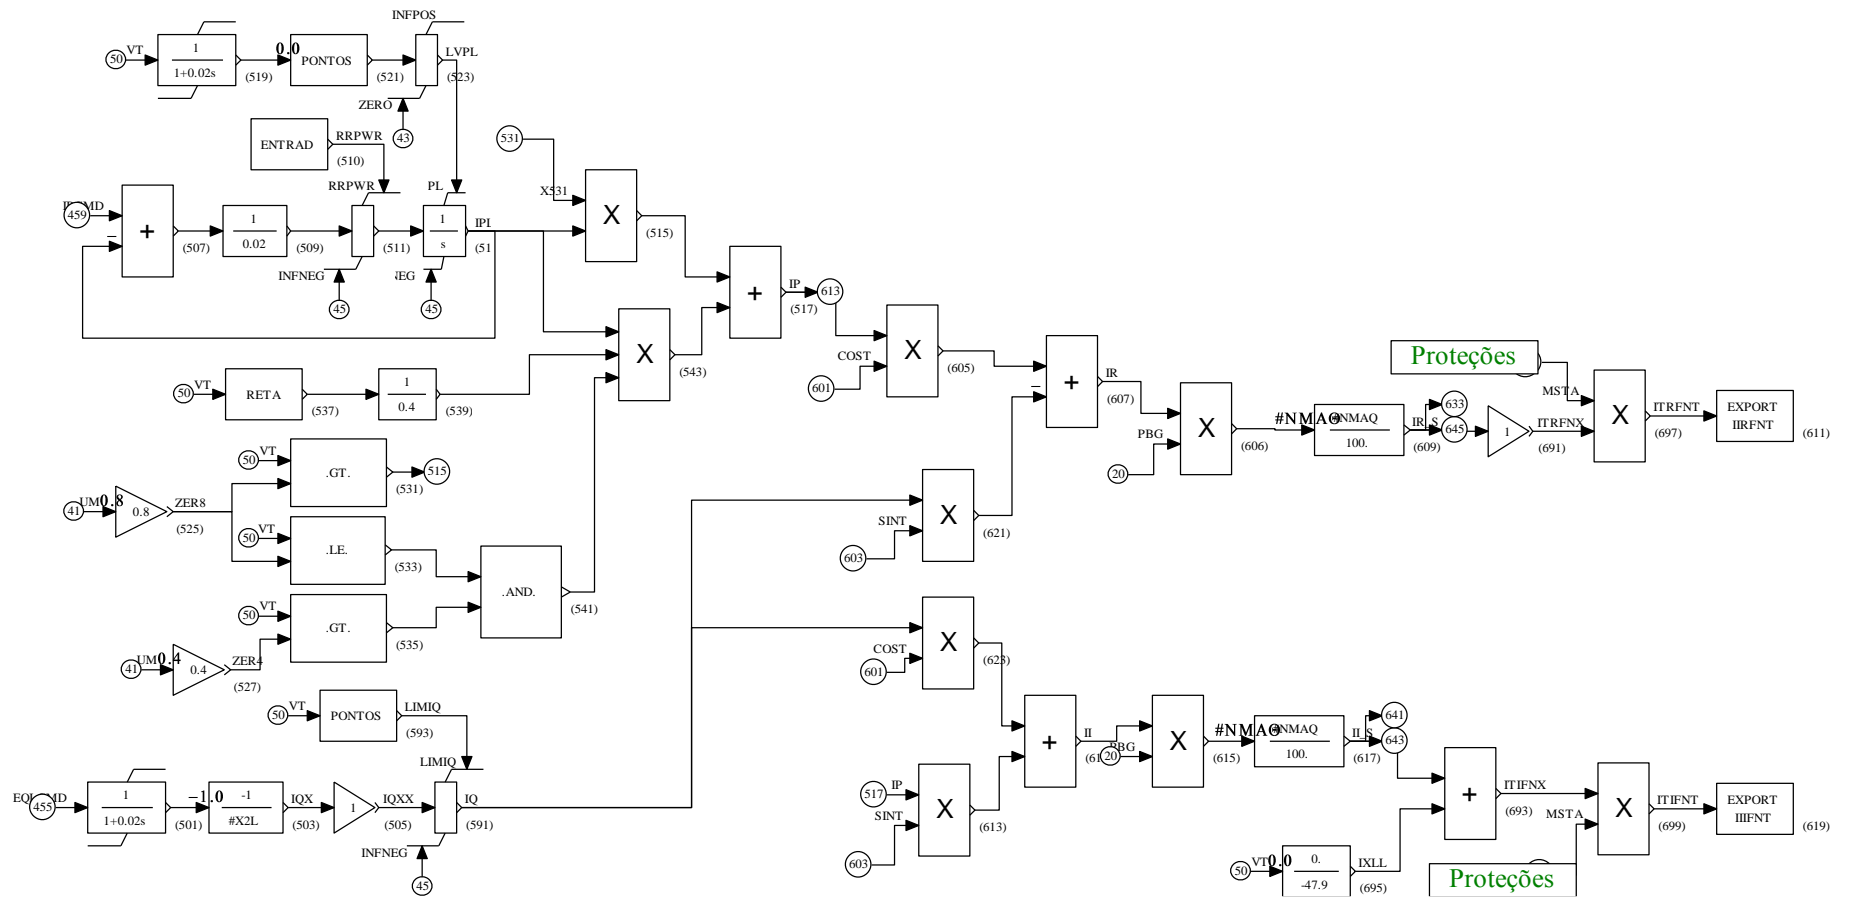 INFPOS
50 VT
1
1+0.02s
(519)
0.0
PONTOS
(521)
LVPL
(523)
ZERO
43
ENTRAD
RRPWR
(510)
531
X531
X
(515)
459
+
−
(507)
1
0.02
(509)
RRPWR
(511)
INFNEG
45
PL
1
s
45
+
IP
(517)
613
X
(543)
50 VT
RETA
(537)
1
0.4
(539)
50 VT
.GT.
(531)
515
41
0.8
0.8
ZER8
(525)
50 VT
.LE.
(533)
50 VT
.GT.
(535)
.AND.
(541)
41
0.4
0.4
ZER4
(527)
50 VT
PONTOS
LIMIQ
(593)
455
1
1+0.02s
(501)
−1.0
-1
#X2L
IQX
(503)
1
IQXX
(505)
LIMIQ
IQ
(591)
INFNEG
45
COST
601
X
(605)
+
−
IR
(607)
PBG
20
X
(606)
#NMAQ
100.
(609)
633
645
1
ITRFNX
(691)
Proteções
MSTA
X
ITRFNT
(697)
EXPORT
IIRFNT
(611)
SINT
603
X
(621)
COST
601
X
(623)
517
IP
SINT
603
X
(613)
+
II
20
X
(615)
#NMAQ
100.
(617)
641
643
+
ITIFNX
(693)
50 VT
0.0
0.
-47.9
IXLL
(695)
Proteções
MSTA
X
ITIFNT
(699)
EXPORT
IIIFNT
(619)